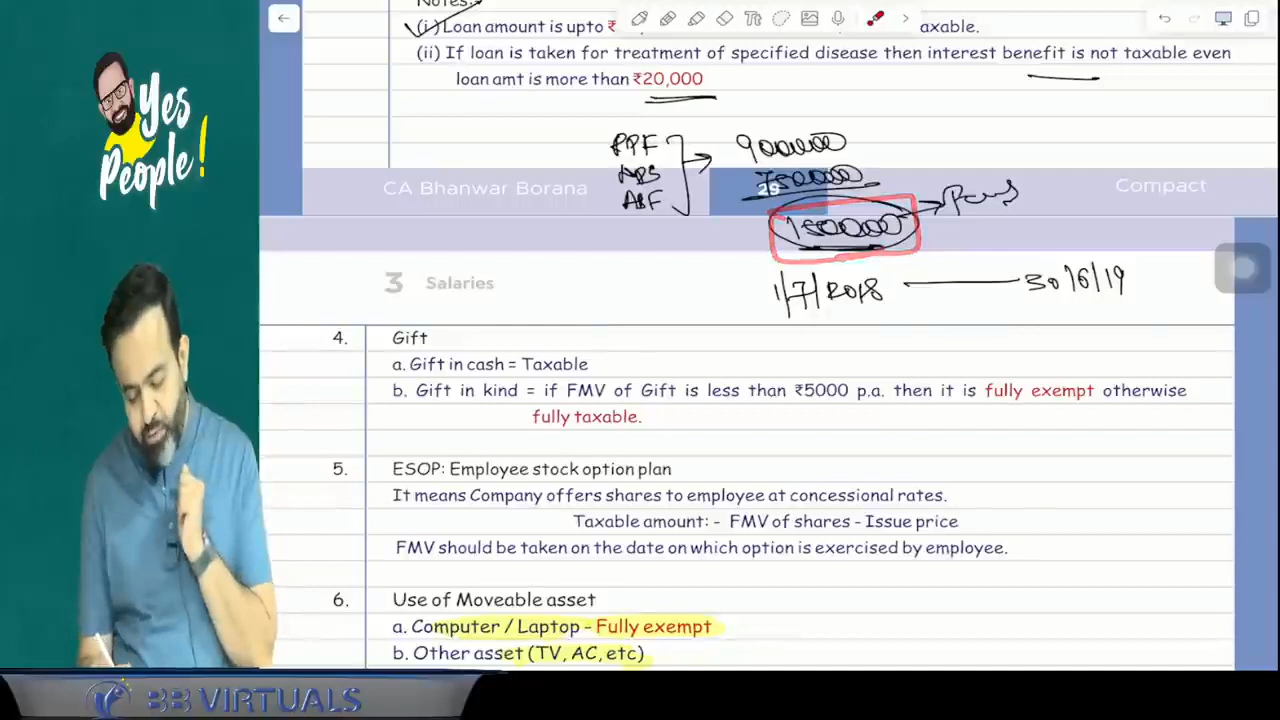 Notes:
(i) Loan amount is upto ₹
axable.
(ii) If loan is taken for treatment of specified disease then interest benefit is not taxable even
loan amt is more than ₹20,000
Yes
People!
PPF
900000
750000
CA Bhanwar Borana
29
Compact
150000
3 Salaries
1/7/2018 30/6/19
4. Gift
a. Gift in cash = Taxable
b. Gift in kind = if FMV of Gift is less than ₹5000 p.a. then it is fully exempt otherwise
fully taxable.
5. ESOP: Employee stock option plan
It means Company offers shares to employee at concessional rates.
Taxable amount: - FMV of shares - Issue price
FMV should be taken on the date on which option is exercised by employee.
6. Use of Moveable asset
a. Computer / Laptop - Fully exempt
b. Other asset (TV, AC, etc)
BB VIRTUALS